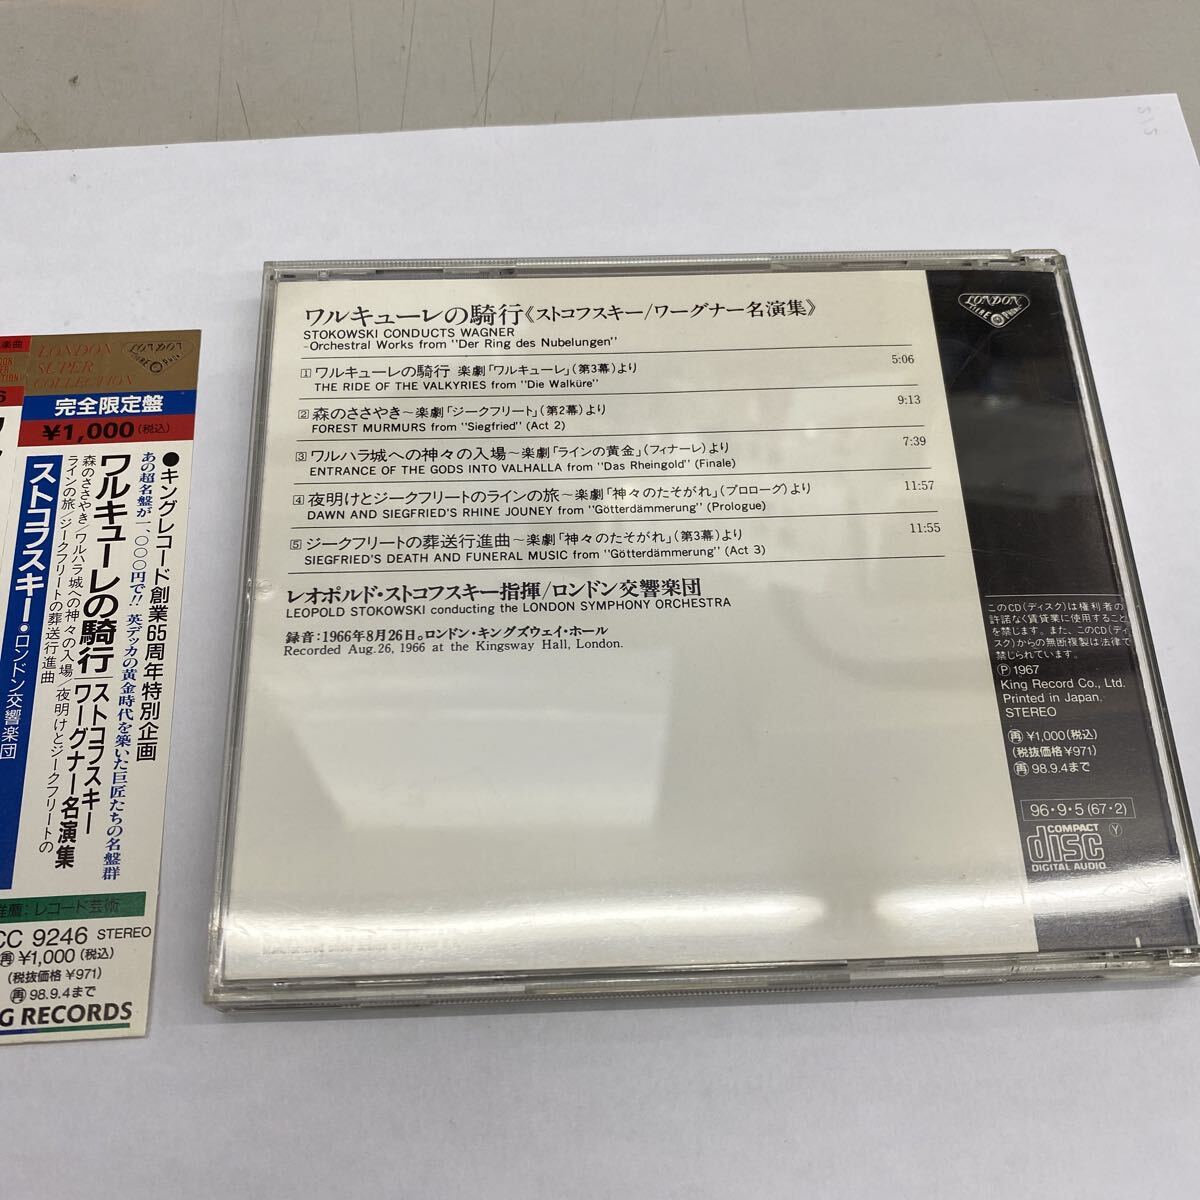 ワルキューレの騎行《ストコフスキー/ワーグナー名演集》
STOKOWSKI CONDUCTS WAGNER
-Orchestral Works from "Der Ring des Nubelungen"
1 ワルキューレの騎行 楽劇「ワルキューレ」(第3幕)より 5:06
THE RIDE OF THE VALKYRIES from "Die Walküre"
2 森のささやき～楽劇「ジークフリート」(第2幕)より 9:13
FOREST MURMURS from "Siegfried" (Act 2)
3 ワルハラ城への神々の入場～楽劇「ラインの黄金」(フィナーレ)より 7:39
ENTRANCE OF THE GODS INTO VALHALLA from "Das Rheingold" (Finale)
4 夜明けとジークフリートのラインの旅～楽劇「神々のたそがれ」(プロローグ)より 11:57
DAWN AND SIEGFRIED'S RHINE JOUNEY from "Götterdämmerung" (Prologue)
5 ジークフリートの葬送行進曲～楽劇「神々のたそがれ」(第3幕)より 11:55
SIEGFRIED'S DEATH AND FUNERAL MUSIC from "Götterdämmerung" (Act 3)
レオポルド・ストコフスキー指揮/ロンドン交響楽団
LEOPOLD STOKOWSKI conducting the LONDON SYMPHONY ORCHESTRA
録音:1966年8月26日。ロンドン・キングズウェイ・ホール
Recorded Aug.26, 1966 at the Kingsway Hall, London.
LONDON
このCD(ディスク)は権利者の
許諾なく賃貸業に使用すること
を禁じます。また、このCD(ディ
スク)からの無断複製は法律で
禁じられています。
Ⓟ 1967
King Record Co., Ltd.
Printed in Japan.
STEREO
再 ¥1,000(税込)
(税抜価格¥971)
再 98.9.4まで
96・9・5(67・2)
COMPACT
disc
DIGITAL AUDIO
Y
LONDON
SUPER
COLLECTION
LONDON
完全限定盤
¥1,000(税込)
●キングレコード創業65周年特別企画
あの超名盤が一、〇〇〇円で!! 英デッカの黄金時代を築いた巨匠たちの名盤群
ワルキューレの騎行 ストコフスキー ワーグナー名演集
森のささやき/ワルハラ城への神々の入場/夜明けとジークフリートの
ラインの旅/ジークフリートの葬送行進曲
ストコフスキー・ロンドン交響楽団
推薦:レコード芸術
CC 9246 STEREO
再 ¥1,000(税込)
(税抜価格¥971)
再 98.9.4まで
G RECORDS